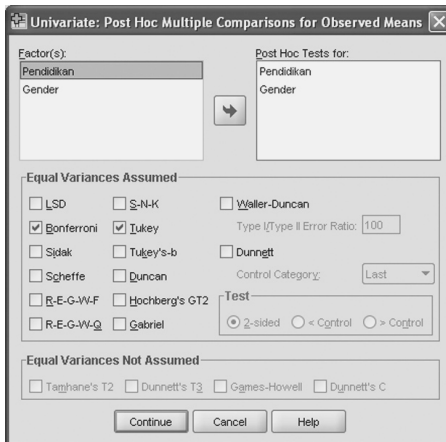 Univariate: Post Hoc Multiple Comparisons for Observed Means
Factor(s):
Pendidikan
Gender
Post Hoc Tests for:
Pendidikan
Gender
Equal Variances Assumed
LSD S-N-K Waller-Duncan
Bonferroni Tukey Type I/Type II Error Ratio: 100
Sidak Tukey's-b Dunnett
Scheffe Duncan Control Category: Last
R-E-G-W-F Hochberg's GT2 Test
R-E-G-W-Q Gabriel 2-sided < Control > Control
Equal Variances Not Assumed
Tamhane's T2 Dunnett's T3 Games-Howell Dunnett's C
Continue Cancel Help